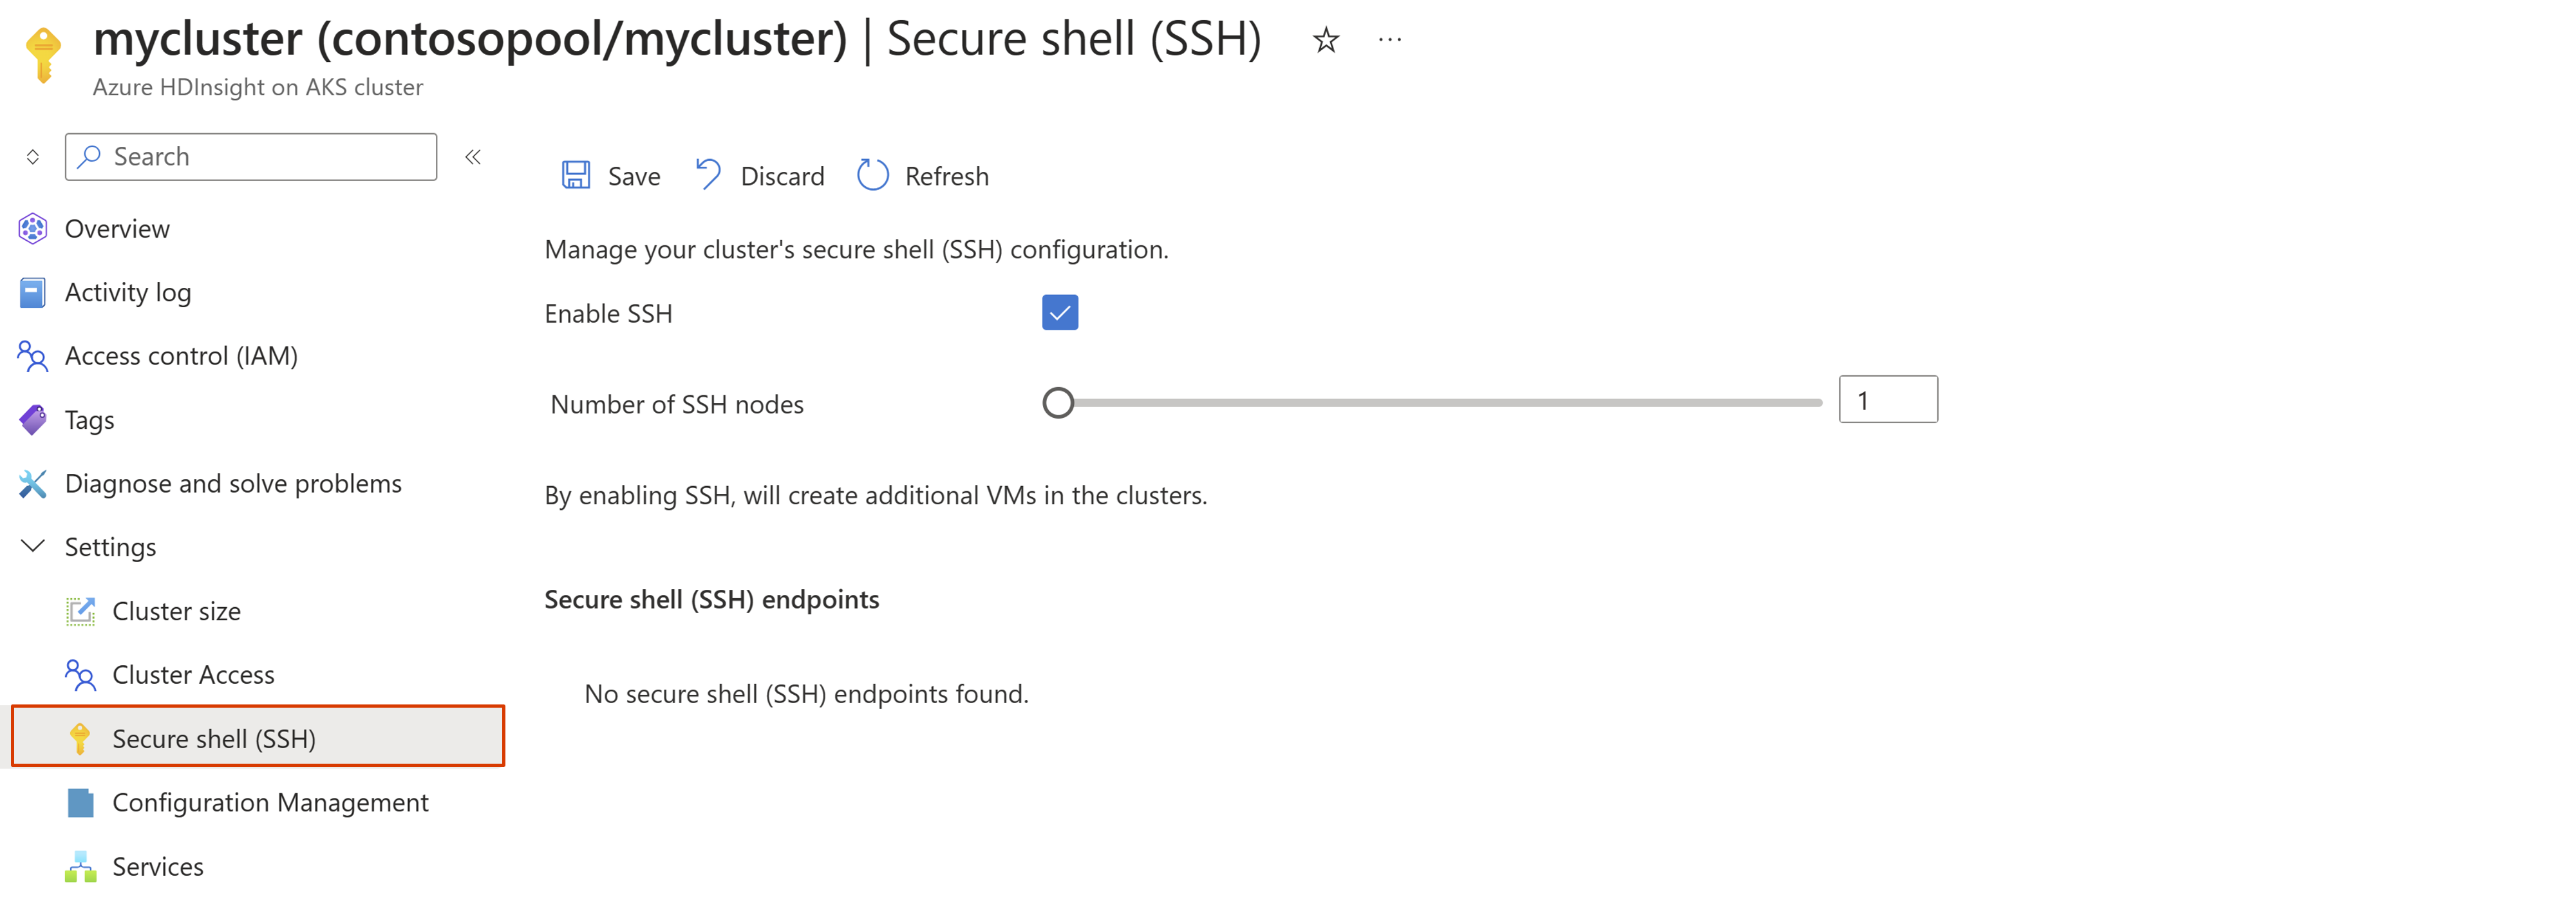 mycluster (contosopool/mycluster) | Secure shell (SSH)
Azure HDInsight on AKS cluster
Search
Overview
Activity log
Access control (IAM)
Tags
Diagnose and solve problems
Settings
Cluster size
Cluster Access
Secure shell (SSH)
Configuration Management
Services
Save Discard Refresh
Manage your cluster's secure shell (SSH) configuration.
Enable SSH
Number of SSH nodes 1
By enabling SSH, will create additional VMs in the clusters.
Secure shell (SSH) endpoints
No secure shell (SSH) endpoints found.